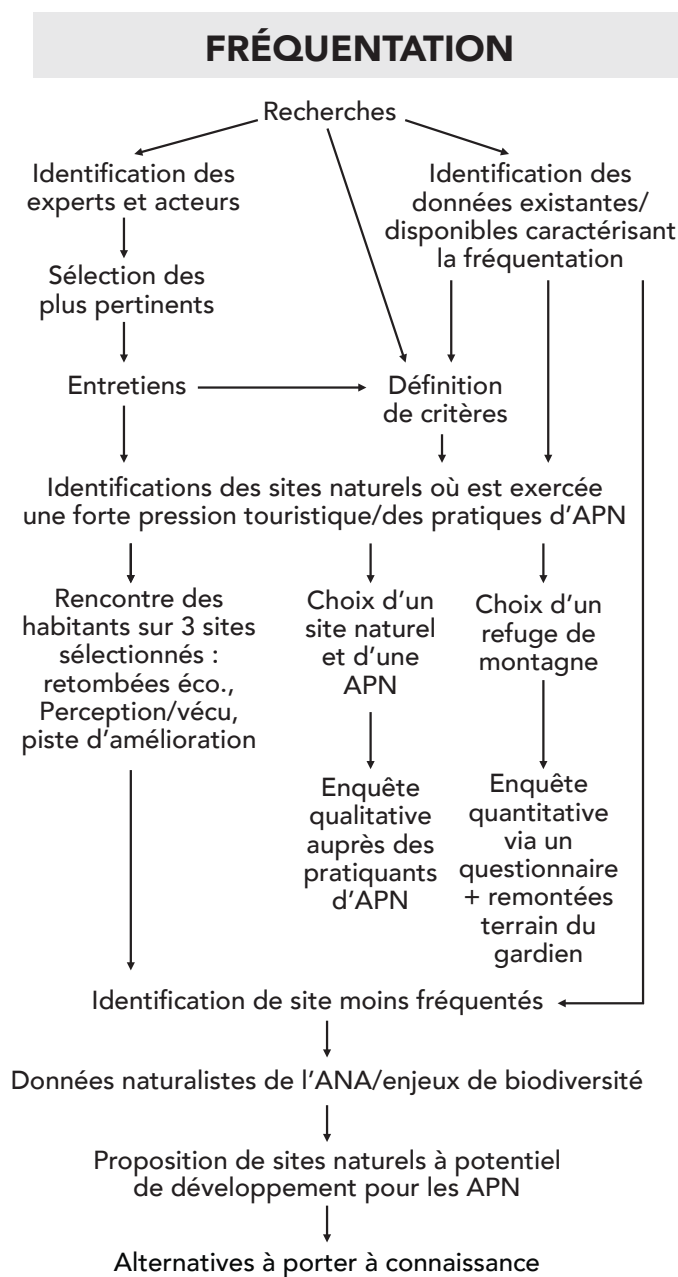 FRÉQUENTATION
Recherches
Identification des
experts et acteurs
Identification des
données existantes/
disponibles caractérisant
la fréquentation
Sélection des
plus pertinents
Entretiens
Définition
de critères
Identifications des sites naturels où est exercée
une forte pression touristique/des pratiques d’APN
Rencontre des
habitants sur 3 sites
sélectionnés :
retombées éco.,
Perception/vécu,
piste d’amélioration
Choix d’un
site naturel
et d’une
APN
Choix d’un
refuge de
montagne
Enquête
qualitative
auprès des
pratiquants
d’APN
Enquête
quantitative
via un
questionnaire
+ remontées
terrain du
gardien
Identification de site moins fréquentés
Données naturalistes de l’ANA/enjeux de biodiversité
Proposition de sites naturels à potentiel
de développement pour les APN
Alternatives à porter à connaissance